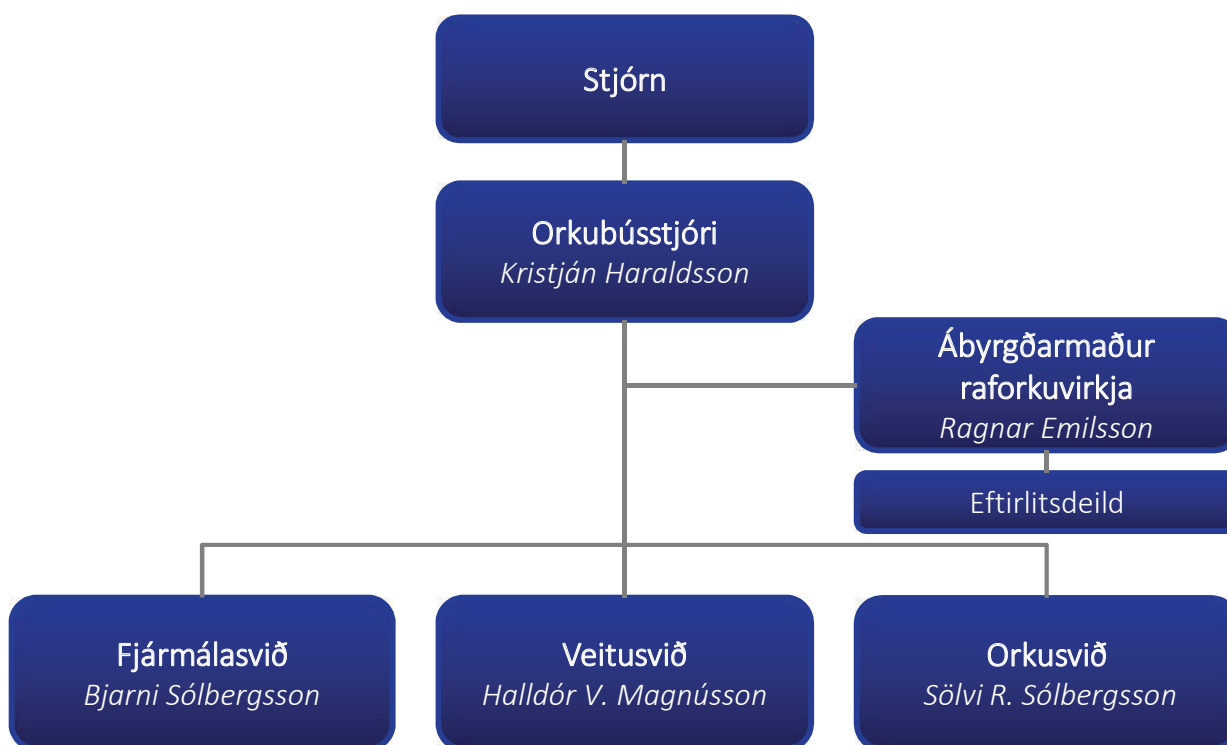 Stjórn
Orkubússtjóri
Kristján Haraldsson
Ábyrgðarmaður
raforkuvirkja
Ragnar Emilsson
Eftirlitsdeild
Fjármálasvið
Bjarni Sólbergsson
Veitusvið
Halldór V. Magnússon
Orkusvið
Sölvi R. Sólbergsson